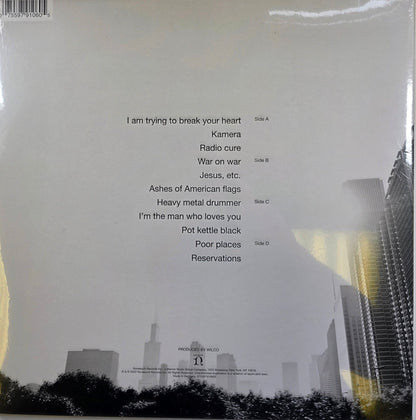 75597 91060
I am trying to break your heart Side A
Kamera
Radio cure
War on war Side B
Jesus, etc.
Ashes of American flags
Heavy metal drummer Side C
I'm the man who loves you
Pot kettle black
Poor places Side D
Reservations
PRODUCED BY WILCO